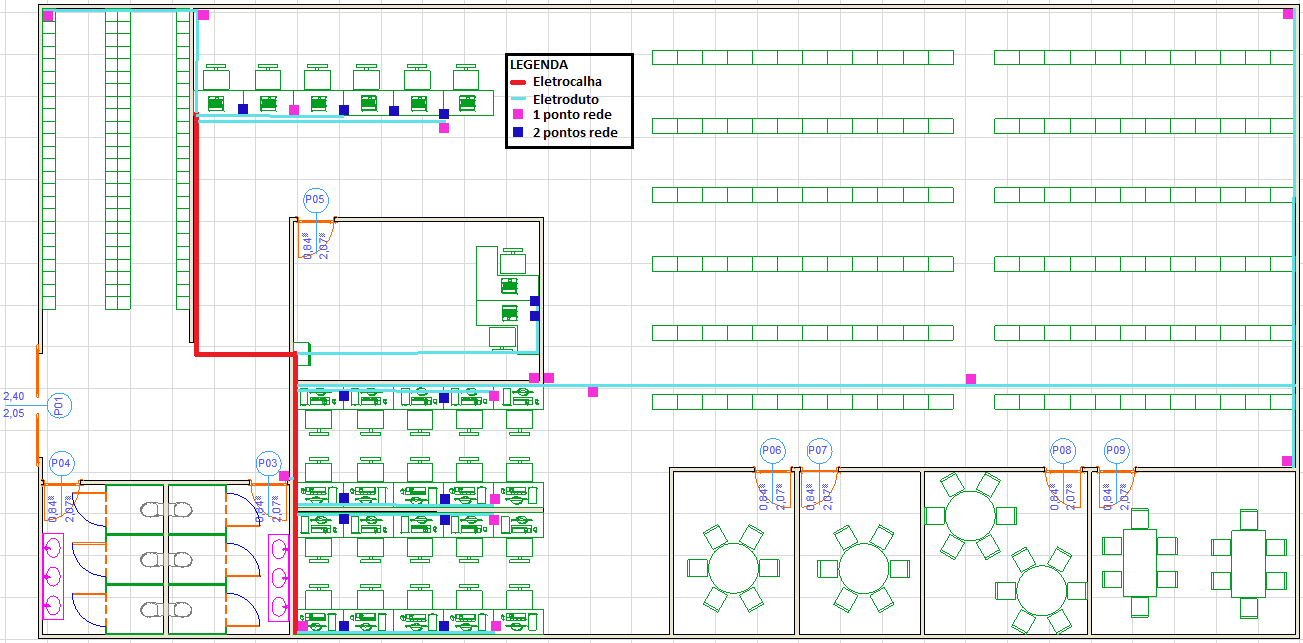 LEGENDA
Eletrocalha
Eletroduto
1 ponto rede
2 pontos rede
P05
0,84
2,07
2,40
2,05
P01
P04
0,84
2,07
P03
0,84
2,07
P06
0,84
2,07
P07
0,84
2,07
P08
0,84
2,07
P09
0,84
2,07